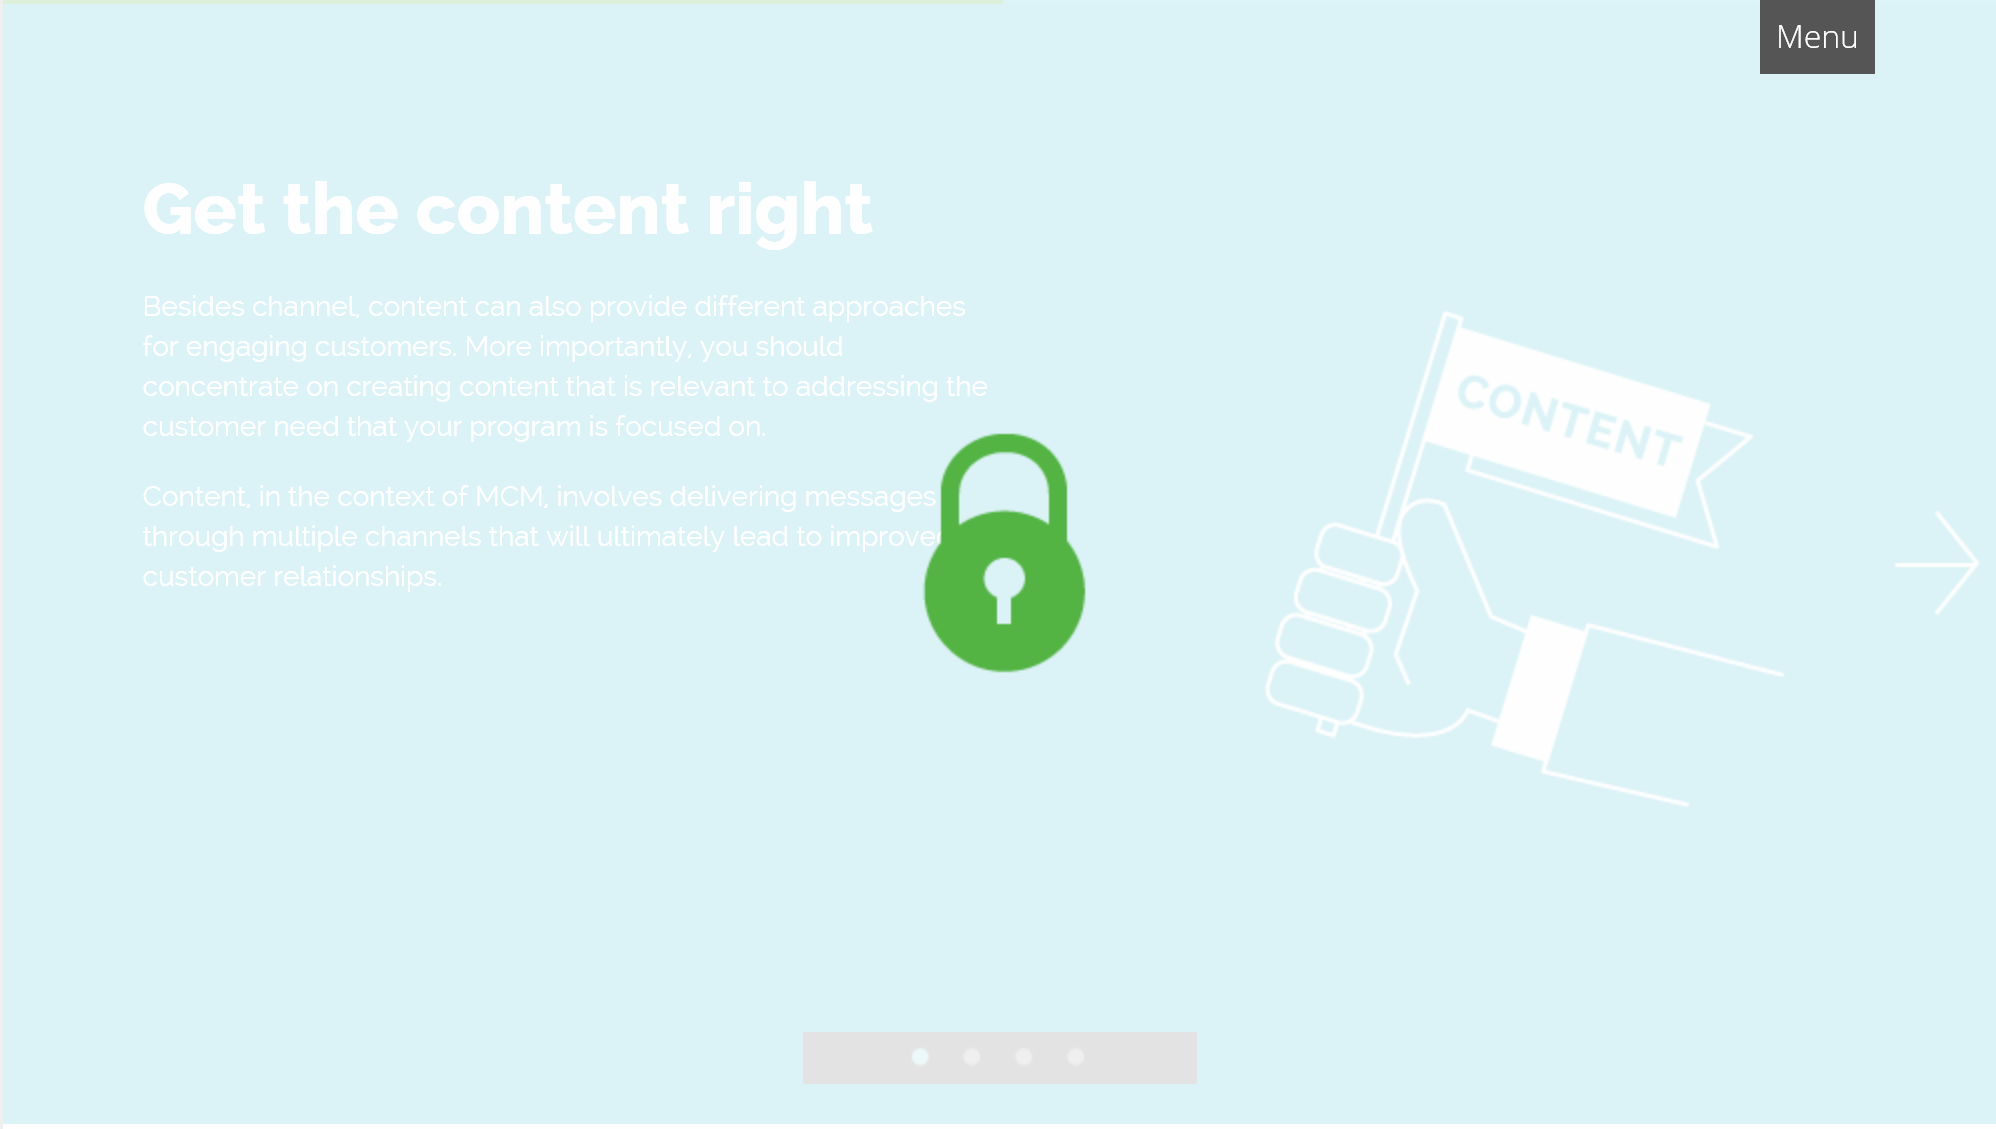 Menu
Get the content right
Besides channel, content can also provide different approaches
for engaging customers. More importantly, you should
concentrate on creating content that is relevant to addressing the
customer need that your program is focused on.
Content, in the context of MCM, involves delivering messages
through multiple channels that will ultimately lead to improved
customer relationships.
CONTENT